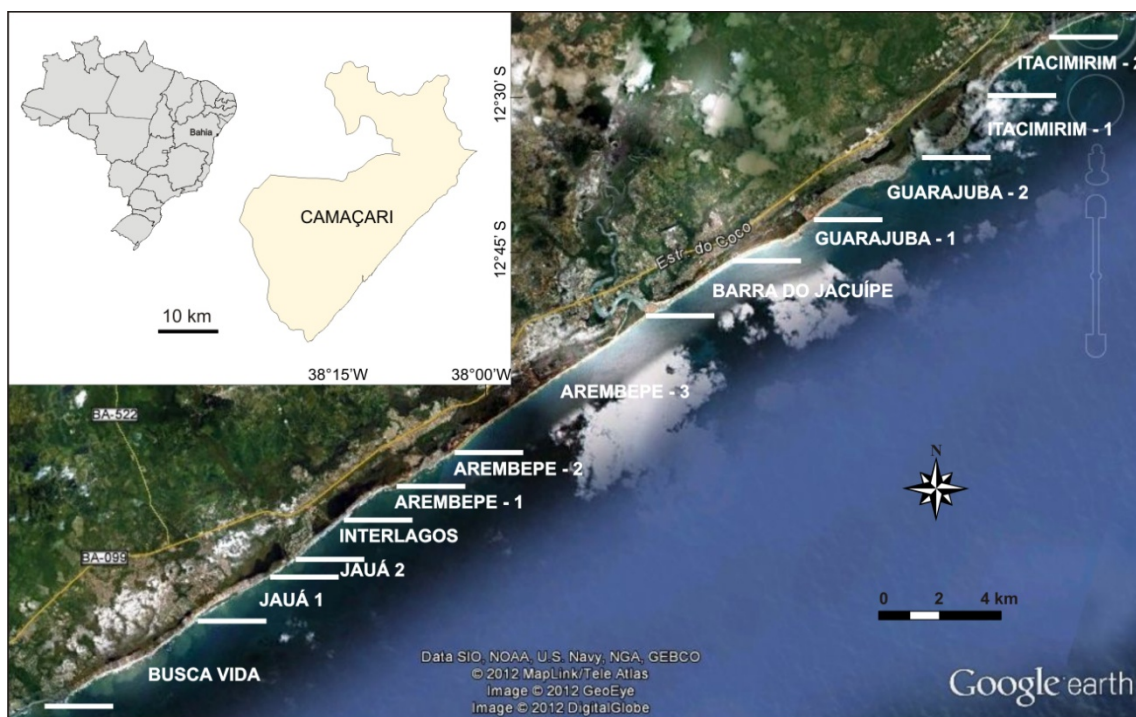 Bahia
CAMAÇARI
10 km
12°30' S
12°45' S
38°15'W
38°00'W
ITACIMIRIM - 2
ITACIMIRIM - 1
GUARAJUBA - 2
GUARAJUBA - 1
Estr. do Coco
BARRA DO JACUÍPE
AREMBEPE - 3
BA-522
AREMBEPE - 2
AREMBEPE - 1
INTERLAGOS
BA-099
JAUÁ 2
JAUÁ 1
BUSCA VIDA
N
0 2 4 km
Data SIO, NOAA, U.S. Navy, NGA, GEBCO
© 2012 MapLink/Tele Atlas
Image © 2012 GeoEye
Image © 2012 DigitalGlobe
Google earth